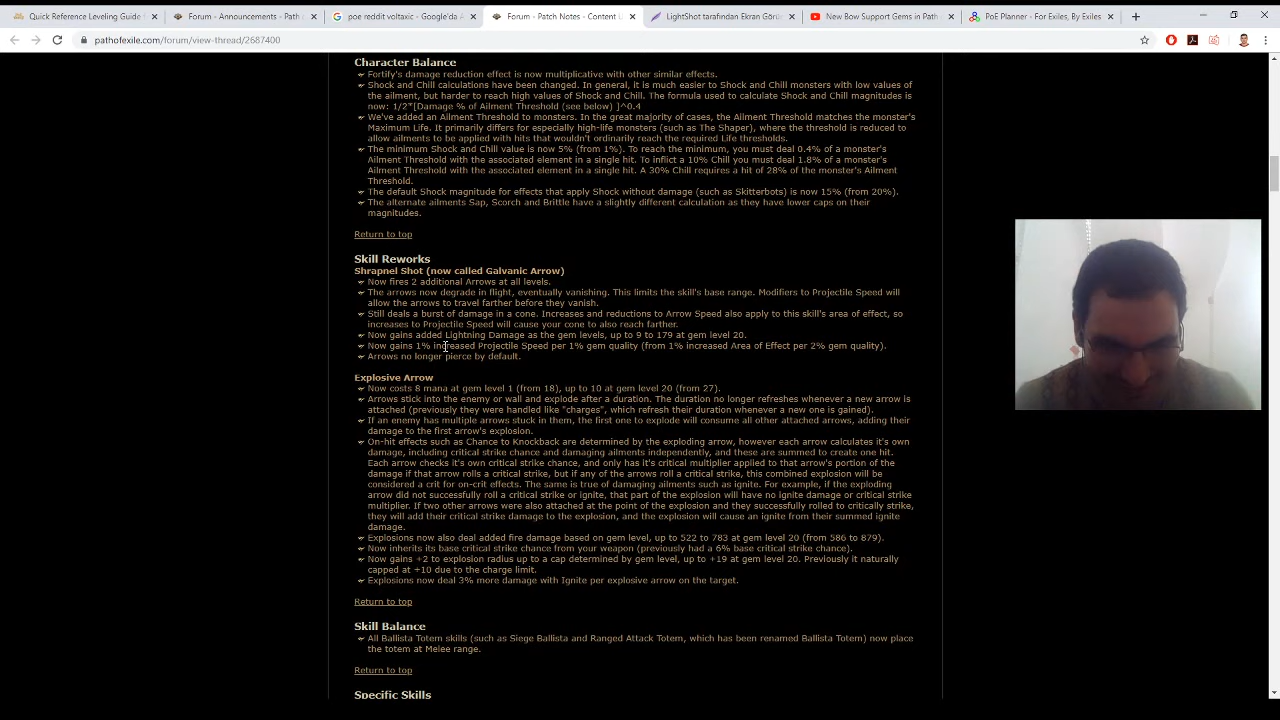 Quick Reference Leveling Guide
Forum - Announcements - Path
poe reddit voltaxic - Google'da A
Forum - Patch Notes - Content
LightShot tarafından Ekran Görü
New Bow Support Gems in Path
PoE Planner - For Exiles, By Exiles
pathofexile.com/forum/view-thread/2687400
Character Balance
Fortify's damage reduction effect is now multiplicative with other similar effects.
Shock and Chill calculations have been changed. In general, it is much easier to Shock and Chill monsters with low values of
the ailment, but harder to reach high values of Shock and Chill. The formula used to calculate Shock and Chill magnitudes is
now: 1/2*[Damage % of Ailment Threshold (see below) ]^0.4
We've added an Ailment Threshold to monsters. In the great majority of cases, the Ailment Threshold matches the monster's
Maximum Life. It primarily differs for especially high-life monsters (such as The Shaper), where the threshold is reduced to
allow ailments to be applied with hits that wouldn't ordinarily reach the required Life thresholds.
The minimum Shock and Chill value is now 5% (from 1%). To reach the minimum, you must deal 0.4% of a monster's
Ailment Threshold with the associated element in a single hit. To inflict a 10% Chill you must deal 1.8% of a monster's
Ailment Threshold with the associated element in a single hit. A 30% Chill requires a hit of 28% of the monster's Ailment
Threshold.
The default Shock magnitude for effects that apply Shock without damage (such as Skitterbots) is now 15% (from 20%).
The alternate ailments Sap, Scorch and Brittle have a slightly different calculation as they have lower caps on their
magnitudes.
Return to top
Skill Reworks
Shrapnel Shot (now called Galvanic Arrow)
Now fires 2 additional Arrows at all levels.
The arrows now degrade in flight, eventually vanishing. This limits the skill's base range. Modifiers to Projectile Speed will
allow the arrows to travel farther before they vanish.
Still deals a burst of damage in a cone. Increases and reductions to Arrow Speed also apply to this skill's area of effect, so
increases to Projectile Speed will cause your cone to also reach farther.
Now gains added Lightning Damage as the gem levels, up to 9 to 179 at gem level 20.
Now gains 1% increased Projectile Speed per 1% gem quality (from 1% increased Area of Effect per 2% gem quality).
Arrows no longer pierce by default.
Explosive Arrow
Now costs 8 mana at gem level 1 (from 18), up to 10 at gem level 20 (from 27).
Arrows stick into the enemy or wall and explode after a duration. The duration no longer refreshes whenever a new arrow is
attached (previously they were handled like "charges", which refresh their duration whenever a new one is gained).
If an enemy has multiple arrows stuck in them, the first one to explode will consume all other attached arrows, adding their
damage to the first arrow's explosion.
On-hit effects such as Chance to Knockback are determined by the exploding arrow, however each arrow calculates it's own
damage, including critical strike chance and damaging ailments independently, and these are summed to create one hit.
Each arrow checks it's own critical strike chance, and only has it's critical multiplier applied to that arrow's portion of the
damage if that arrow rolls a critical strike, but if any of the arrows roll a critical strike, this combined explosion will be
considered a crit for on-crit effects. The same is true of damaging ailments such as ignite. For example, if the exploding
arrow did not successfully roll a critical strike or ignite, that part of the explosion will have no ignite damage or critical strike
multiplier. If two other arrows were also attached at the point of the explosion and they successfully rolled to critically strike,
they will add their critical strike damage to the explosion, and the explosion will cause an ignite from their summed ignite
damage.
Explosions now also deal added fire damage based on gem level, up to 522 to 783 at gem level 20 (from 586 to 879).
Now inherits its base critical strike chance from your weapon (previously had a 6% base critical strike chance).
Now gains +2 to explosion radius up to a cap determined by gem level, up to +19 at gem level 20. Previously it naturally
capped at +10 due to the charge limit.
Explosions now deal 3% more damage with Ignite per explosive arrow on the target.
Return to top
Skill Balance
All Ballista Totem skills (such as Siege Ballista and Ranged Attack Totem, which has been renamed Ballista Totem) now place
the totem at Melee range.
Return to top
Specific Skills